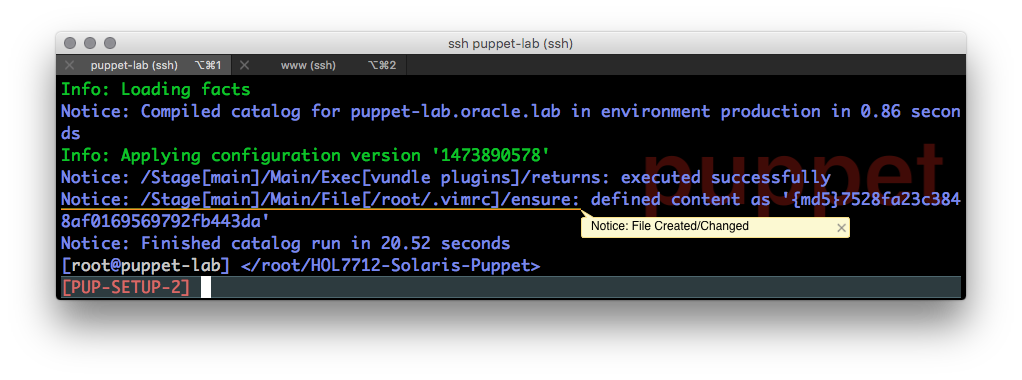 ssh puppet-lab (ssh)
puppet-lab (ssh) ⌥⌘1 www (ssh) ⌥⌘2
Info: Loading facts
Notice: Compiled catalog for puppet-lab.oracle.lab in environment production in 0.86 secon
ds
Info: Applying configuration version '1473890578'
Notice: /Stage[main]/Main/Exec[vundle plugins]/returns: executed successfully
Notice: /Stage[main]/Main/File[/root/.vimrc]/ensure: defined content as '{md5}7528fa23c384
8af0169569792fb443da'
Notice: File Created/Changed
Notice: Finished catalog run in 20.52 seconds
[root@puppet-lab] </root/HOL7712-Solaris-Puppet>
[PUP-SETUP-2]
puppet